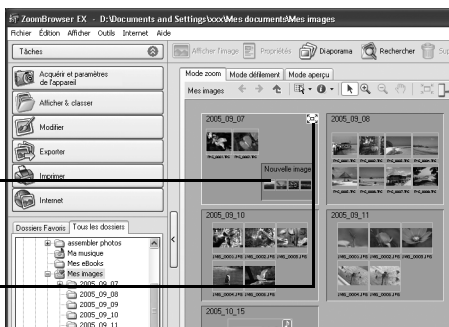 ZoomBrowser EX - D:\Documents and Settings\xxx\Mes documents\Mes images
Fichier Édition Afficher Outils Internet Aide
Tâches
Afficher l'image Propriétés Diaporama Rechercher
Acquérir et paramètres
de l'appareil
Afficher & classer
Modifier
Exporter
Imprimer
Internet
Dossiers Favoris Tous les dossiers
assembler photos
Ma musique
Mes eBooks
Mes images
2005_09_07
2005_09_08
2005_09_09
2005_09_10
2005_09_11
Mode zoom Mode défilement Mode aperçu
Mes images
2005_09_07 2005_09_08
Nouvelle image
2005_09_10 2005_09_11
2005_10_15